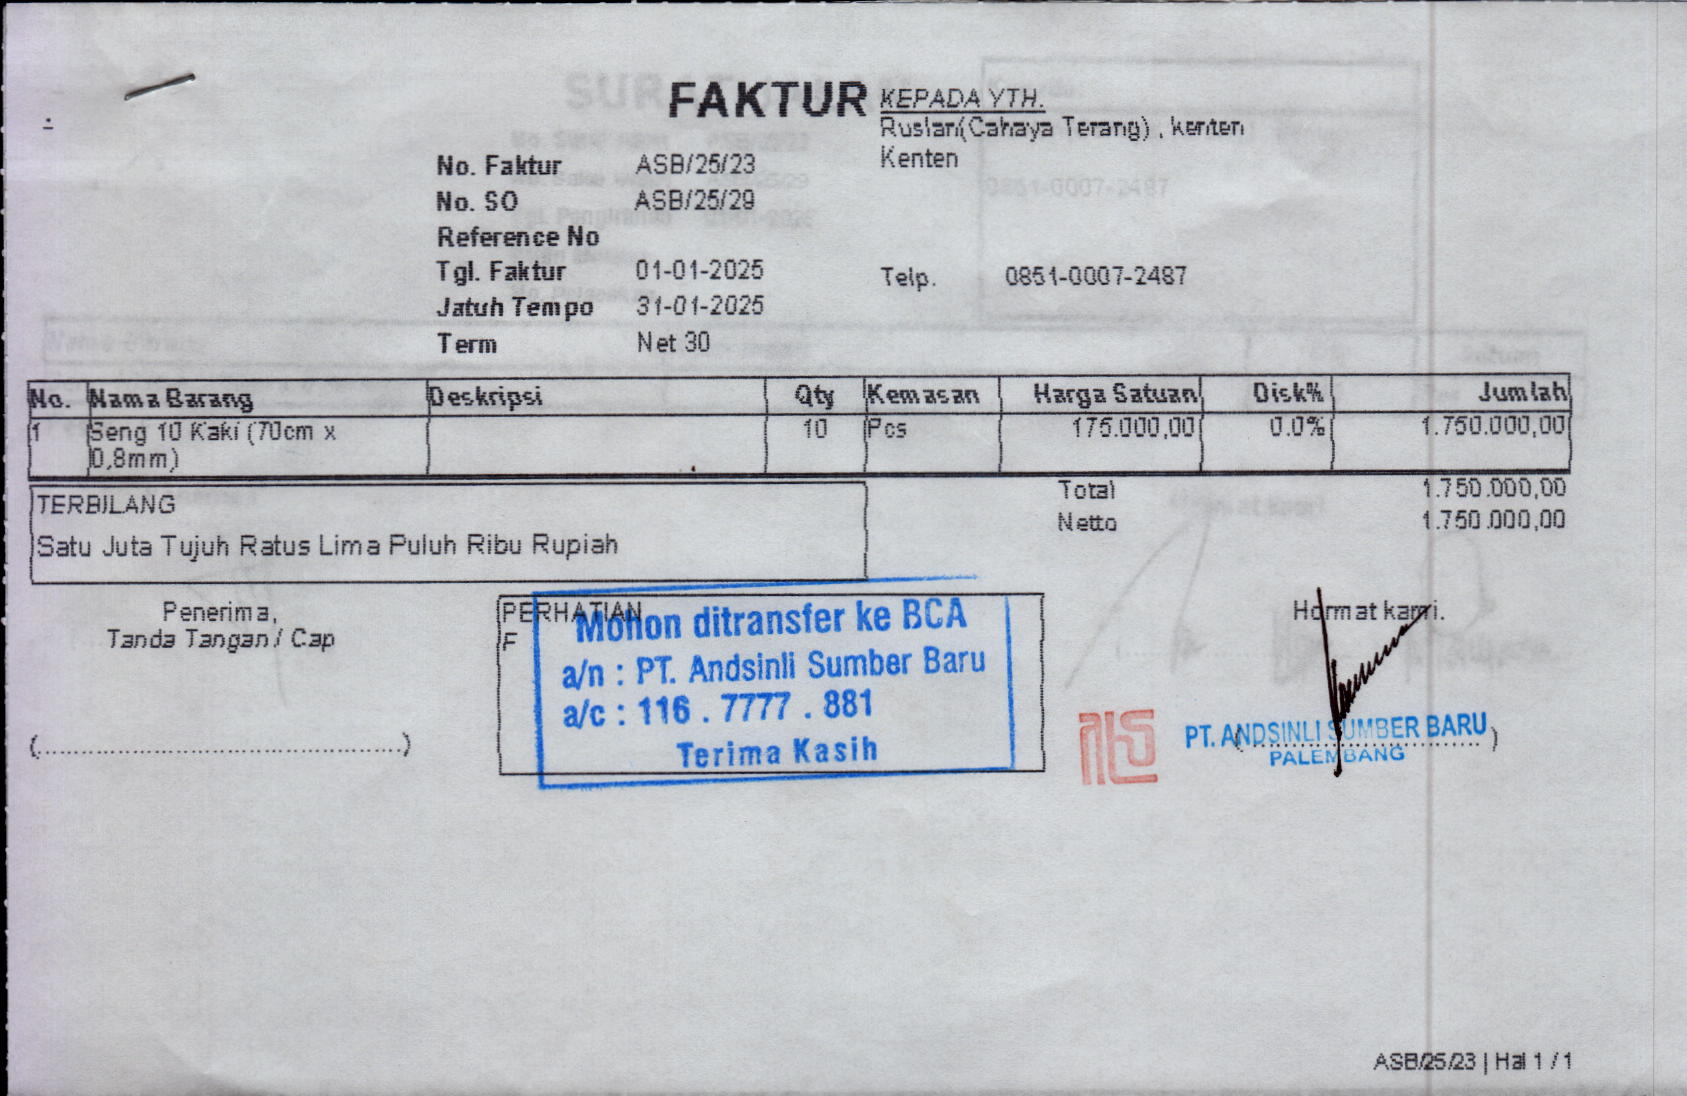 FAKTUR
KEPADA YTH.
Ruslan(Cahaya Terang) , kenten
Kenten
No. Faktur ASB/25/23
No. SO ASB/25/29
Reference No
Tgl. Faktur 01-01-2025
Telp. 0851-0007-2487
Jatuh Tempo 31-01-2025
Term Net 30
No. Nama Barang Deskripsi Qty Kemasan Harga Satuan Disk% Jumlah
1 Seng 10 Kaki (70cm x 10 Pcs 175.000,00 0.0% 1.750.000,00
0,8mm)
Total 1.750.000,00
Netto 1.750.000,00
TERBILANG
Satu Juta Tujuh Ratus Lima Puluh Ribu Rupiah
Penerima,
Tanda Tangan / Cap
(..........................................)
PERHATIAN
F
Mohon ditransfer ke BCA
a/n : PT. Andsinli Sumber Baru
a/c : 116 . 7777 . 881
Terima Kasih
Hormat kami.
PT. ANDSINLI SUMBER BARU
PALEMBANG
ASB/25/23 | Hal 1 / 1